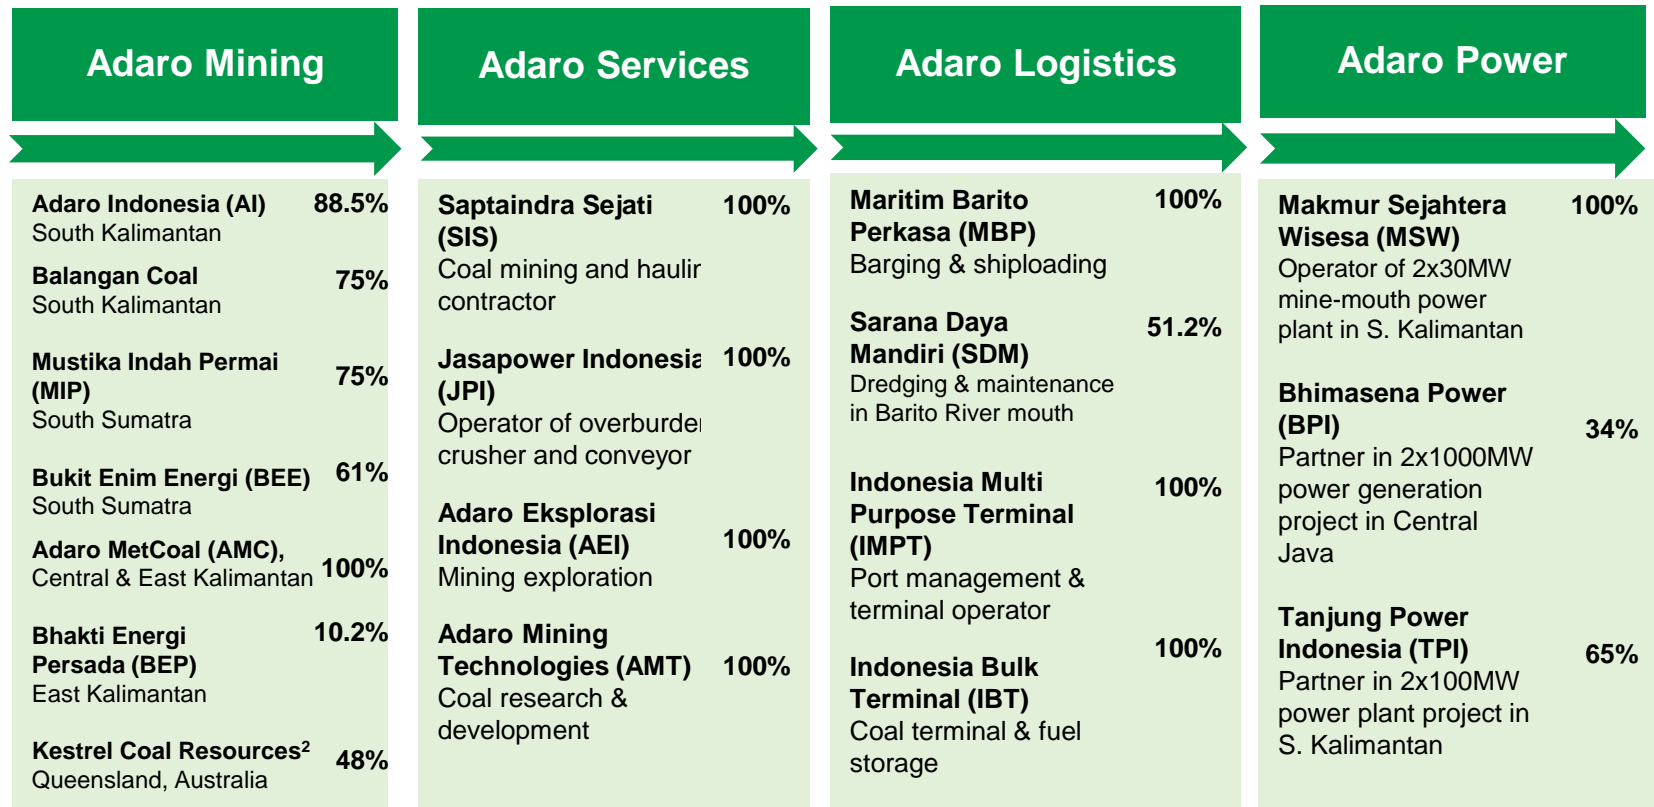 Adaro Mining
Adaro Indonesia (AI) 88.5%
South Kalimantan
Balangan Coal 75%
South Kalimantan
Mustika Indah Permai 75%
(MIP)
South Sumatra
Bukit Enim Energi (BEE) 61%
South Sumatra
Adaro MetCoal (AMC),
Central & East Kalimantan 100%
Bhakti Energi 10.2%
Persada (BEP)
East Kalimantan
Kestrel Coal Resources² 48%
Queensland, Australia
Adaro Services
Saptaindra Sejati 100%
(SIS)
Coal mining and haulin
contractor
Jasapower Indonesia 100%
(JPI)
Operator of overburden
crusher and conveyor
Adaro Eksplorasi
Indonesia (AEI) 100%
Mining exploration
Adaro Mining
Technologies (AMT) 100%
Coal research &
development
Adaro Logistics
Maritim Barito 100%
Perkasa (MBP)
Barging & shiploading
Sarana Daya 51.2%
Mandiri (SDM)
Dredging & maintenance
in Barito River mouth
Indonesia Multi 100%
Purpose Terminal
(IMPT)
Port management &
terminal operator
Indonesia Bulk 100%
Terminal (IBT)
Coal terminal & fuel
storage
Adaro Power
Makmur Sejahtera 100%
Wisesa (MSW)
Operator of 2x30MW
mine-mouth power
plant in S. Kalimantan
Bhimasena Power
(BPI) 34%
Partner in 2x1000MW
power generation
project in Central
Java
Tanjung Power
Indonesia (TPI) 65%
Partner in 2x100MW
power plant project in
S. Kalimantan